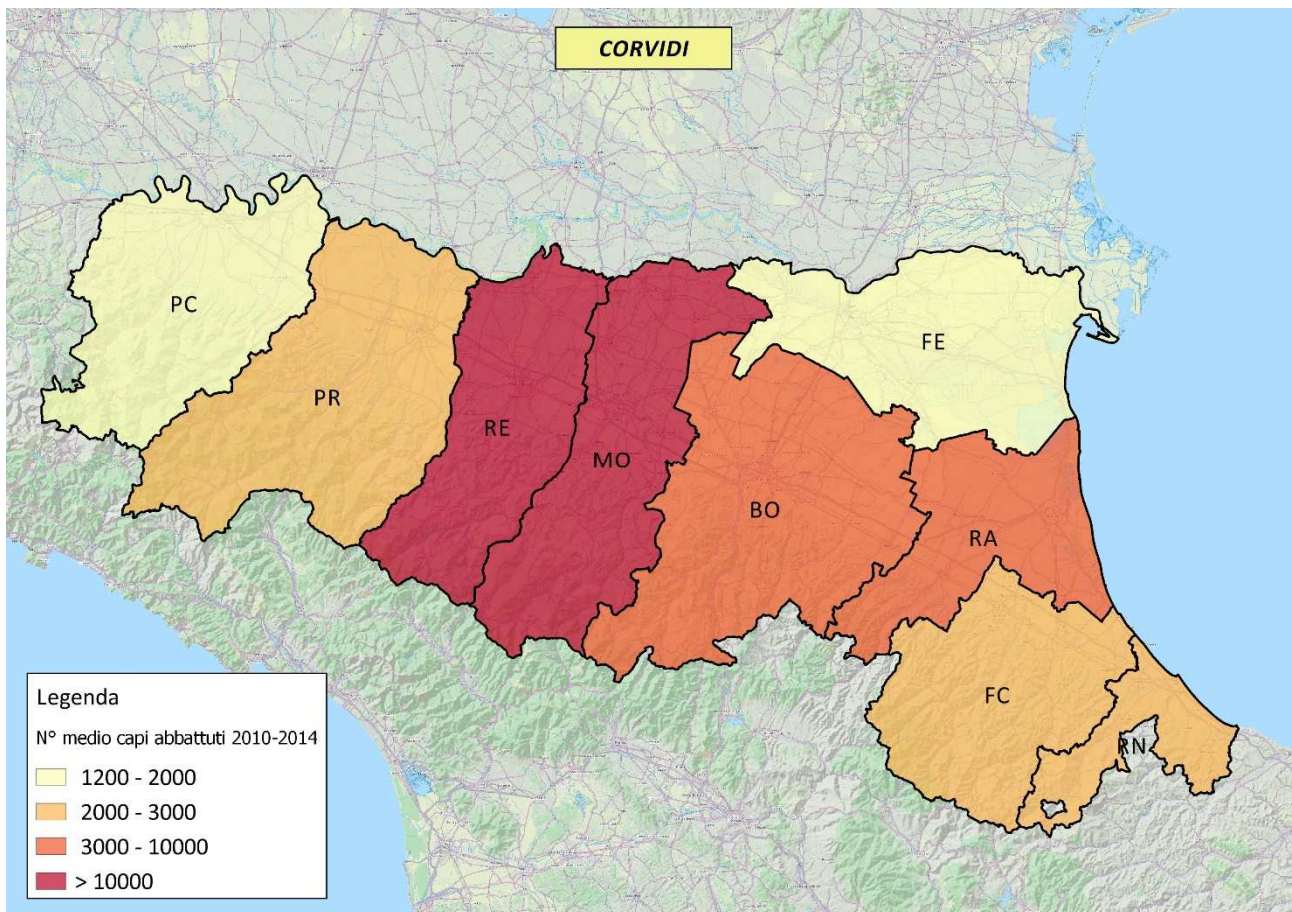 CORVIDI
PC
PR
RE
MO
BO
FE
RA
FC
RN
Legenda
N° medio capi abbattuti 2010-2014
1200 - 2000
2000 - 3000
3000 - 10000
> 10000